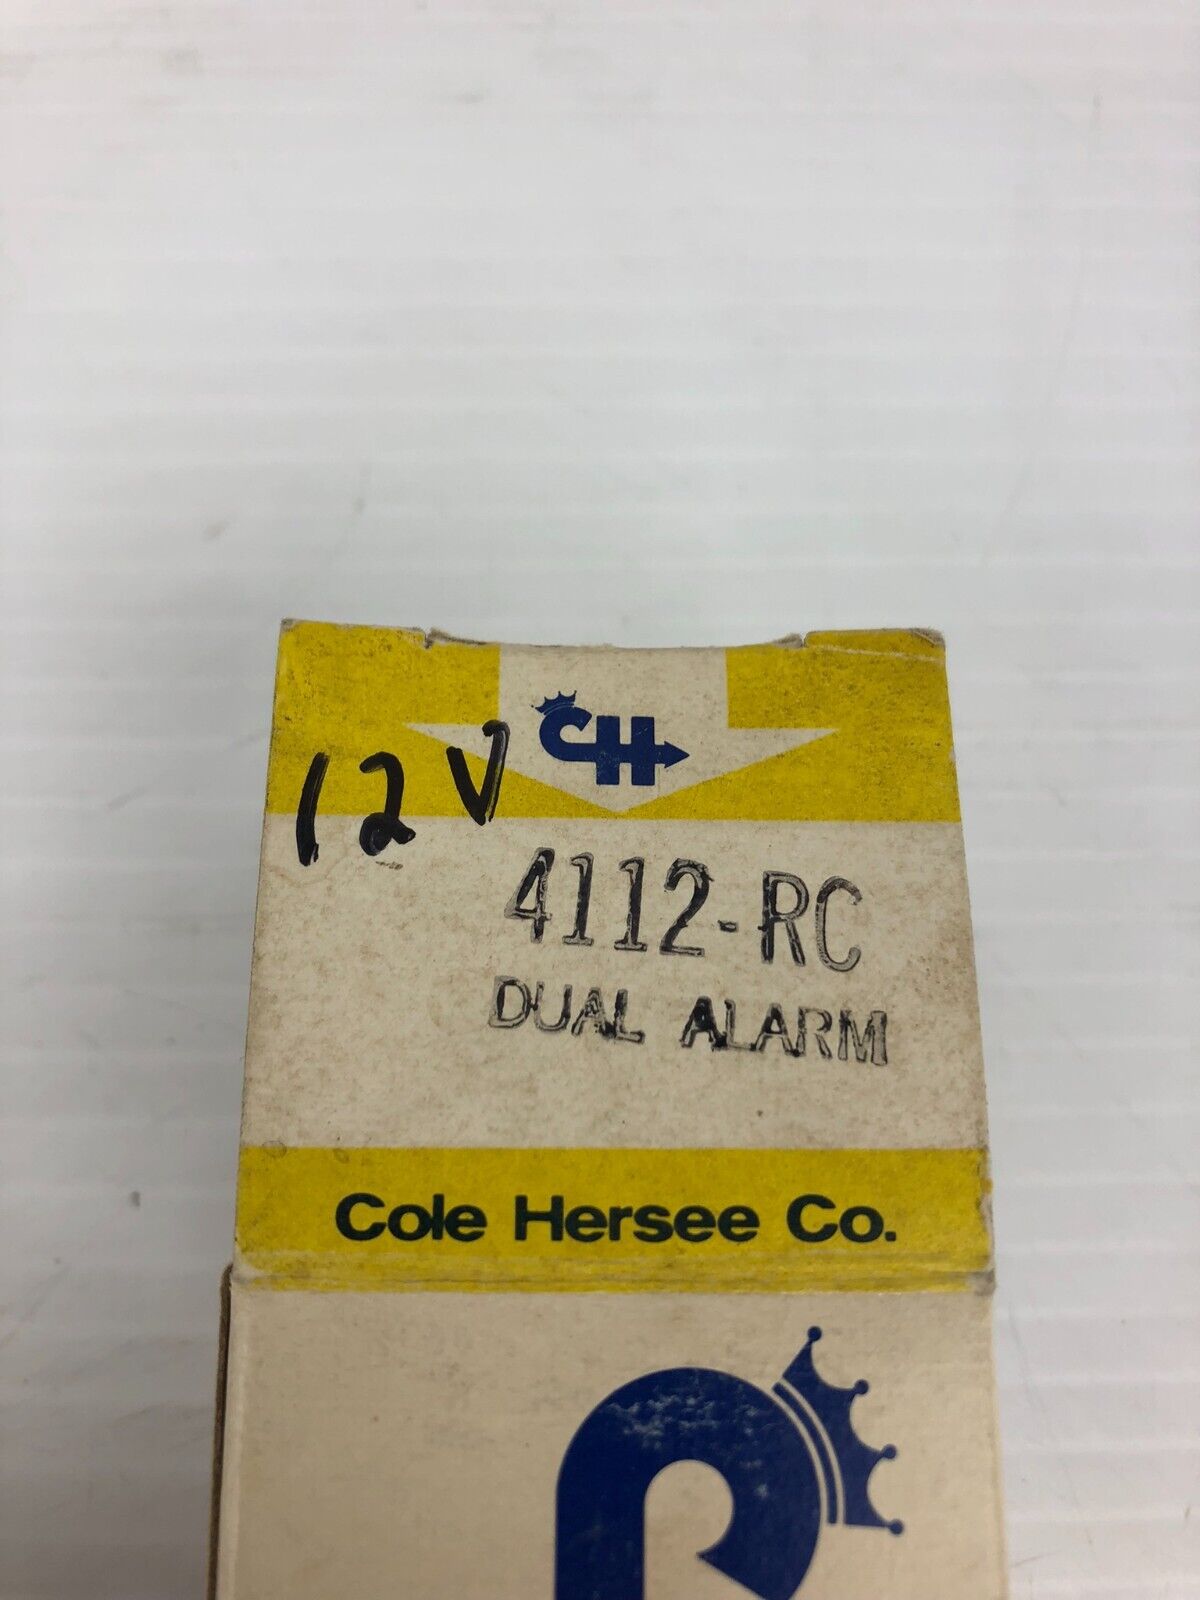 CH
12V
4112-RC
DUAL ALARM
Cole Hersee Co.